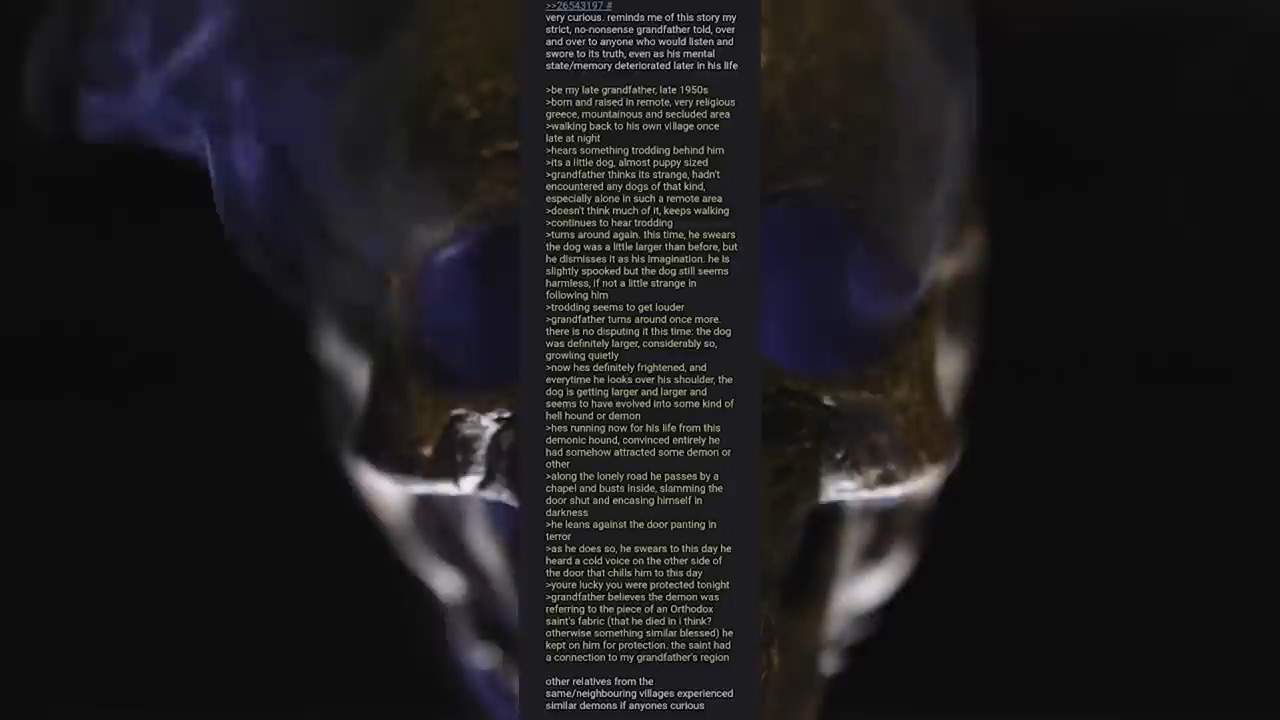 >>26543197 #
very curious. reminds me of this story my
strict, no-nonsense grandfather told, over
and over to anyone who would listen and
swore to its truth, even as his mental
state/memory deteriorated later in his life
>be my late grandfather, late 1950s
>born and raised in remote, very religious
greece, mountainous and secluded area
>walking back to his own village once
late at night
>hears something trodding behind him
>its a little dog, almost puppy sized
>grandfather thinks its strange, hadn't
encountered any dogs of that kind,
especially alone in such a remote area
>doesn't think much of it, keeps walking
>continues to hear trodding
>turns around again. this time, he swears
the dog was a little larger than before, but
he dismisses it as his imagination. he is
slightly spooked but the dog still seems
harmless, if not a little strange in
following him
>trodding seems to get louder
>grandfather turns around once more.
there is no disputing it this time: the dog
was definitely larger, considerably so,
growling quietly
>now hes definitely frightened, and
everytime he looks over his shoulder, the
dog is getting larger and larger and
seems to have evolved into some kind of
hell hound or demon
>hes running now for his life from this
demonic hound, convinced entirely he
had somehow attracted some demon or
other
>along the lonely road he passes by a
chapel and busts inside, slamming the
door shut and encasing himself in
darkness
>he leans against the door panting in
terror
>as he does so, he swears to this day he
heard a cold voice on the other side of
the door that chills him to this day
>youre lucky you were protected tonight
>grandfather believes the demon was
referring to the piece of an Orthodox
saint's fabric (that he died in i think?
otherwise something similar blessed) he
kept on him for protection. the saint had
a connection to my grandfather's region
other relatives from the
same/neighbouring villages experienced
similar demons if anyones curious